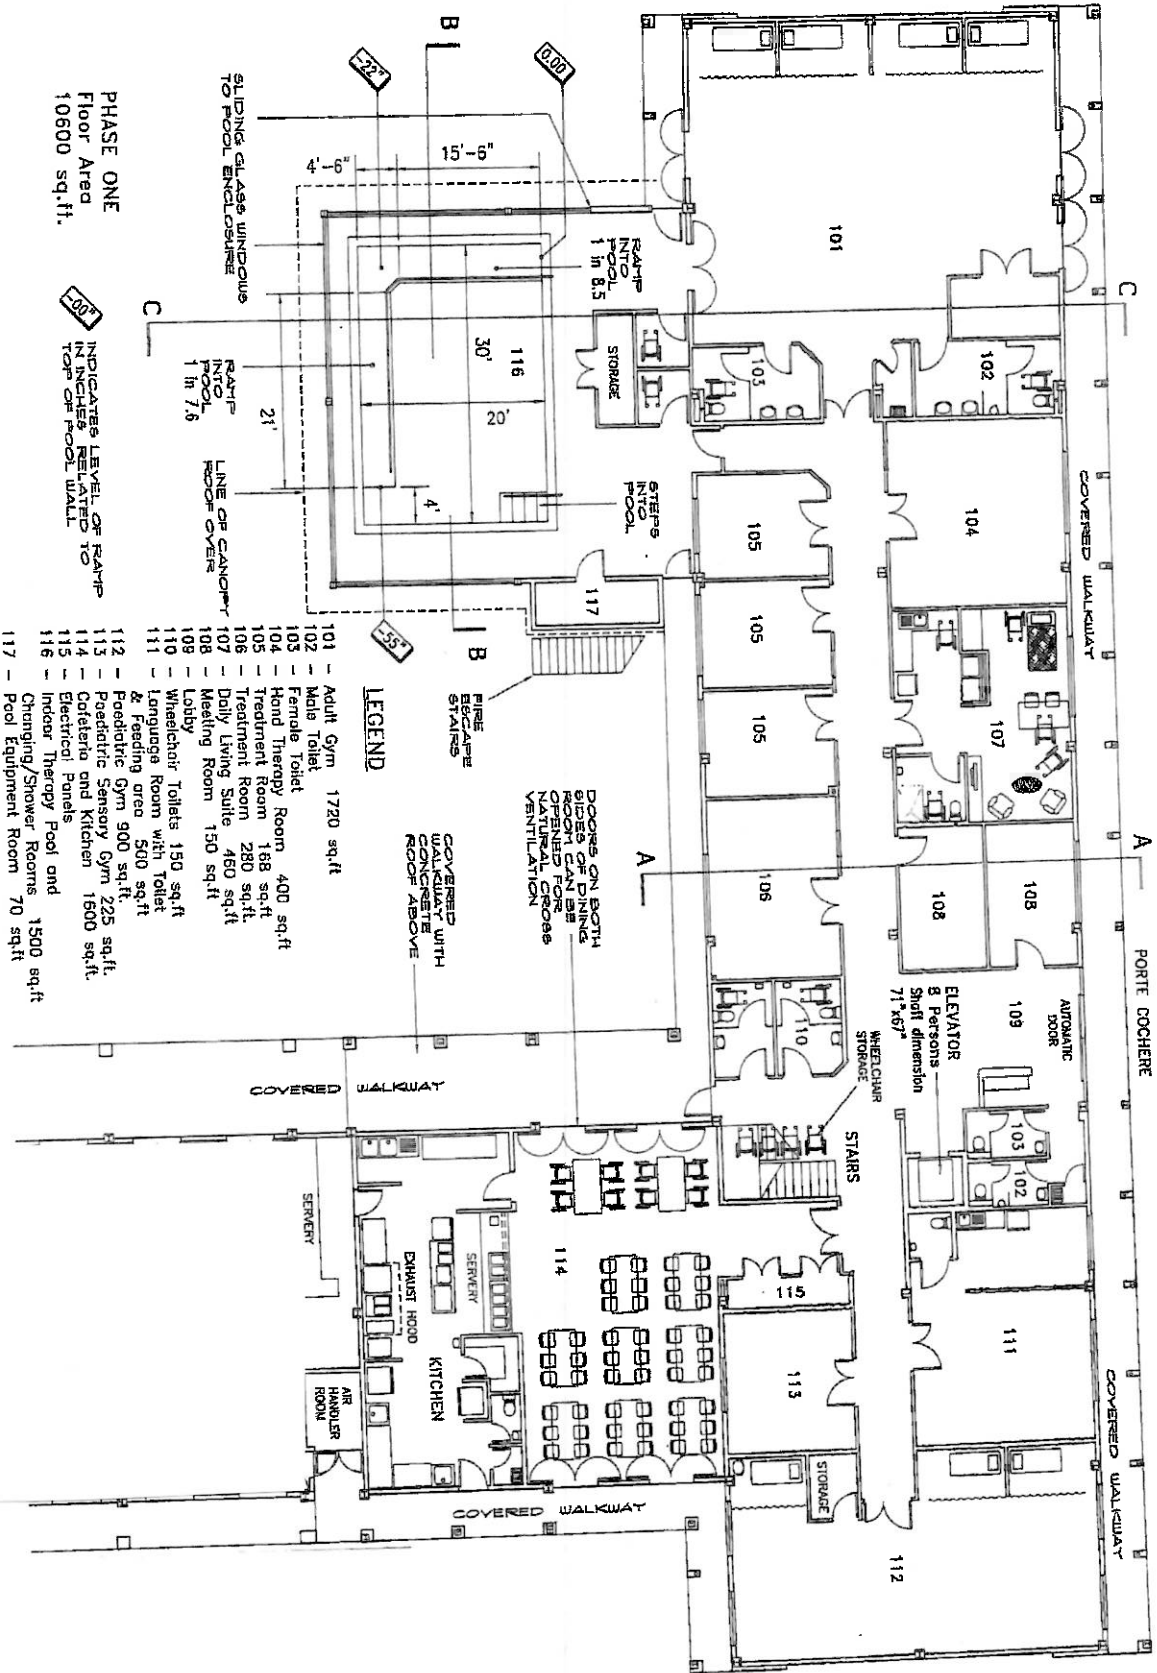 PORTE COCHERE
COVERED WALKWAY
COVERED WALKWAY
C
A
101
102
104
107
108
108
109
AUTOMATIC
DOOR
ELEVATOR
8 Persons
Shaft dimension
71"x67"
103
102
111
103
105
105
105
106
110
WHEELCHAIR
STORAGE
STAIRS
115
113
STORAGE
112
A
B
0.00
-22"
SLIDING GLASS WINDOWS
TO POOL ENCLOSURE
4'-6"
15'-6"
RAMP
INTO
POOL
1 in 8.5
STORAGE
116
30'
20'
STEPS
INTO
POOL
4'
21'
RAMP
INTO
POOL
1 in 7.6
LINE OF CANOPY
ROOF OVER
C
117
B
-55"
FIRE
ESCAPE
STAIRS
DOORS ON BOTH
SIDES OF DINING
ROOM CAN BE
OPENED FOR
NATURAL CROSS
VENTILATION
COVERED
WALKWAY WITH
CONCRETE
ROOF ABOVE
COVERED WALKWAY
114
SERVERY
SERVERY
EXHAUST HOOD
KITCHEN
AIR
HANDLER
ROOM
COVERED WALKWAY
PHASE ONE
Floor Area
10600 sq.ft.
-00"
INDICATES LEVEL OF RAMP
IN INCHES RELATED TO
TOP OF POOL WALL
LEGEND
101 - Adult Gym 1720 sq.ft
102 - Male Toilet
103 - Female Toilet
104 - Hand Therapy Room 400 sq.ft
105 - Treatment Room 168 sq.ft
106 - Treatment Room 280 sq.ft.
107 - Daily Living Suite 460 sq.ft
108 - Meeting Room 150 sq.ft
109 - Lobby
110 - Wheelchair Toilets 150 sq.ft
111 - Language Room with Toilet
& Feeding area 500 sq.ft
112 - Paediatric Gym 900 sq.ft.
113 - Paediatric Sensory Gym 225 sq.ft.
114 - Cafeteria and Kitchen 1600 sq.ft.
115 - Electrical Panels
116 - Indoor Therapy Pool and
Changing/Shower Rooms 1500 sq.ft
117 - Pool Equipment Room 70 sq.ft